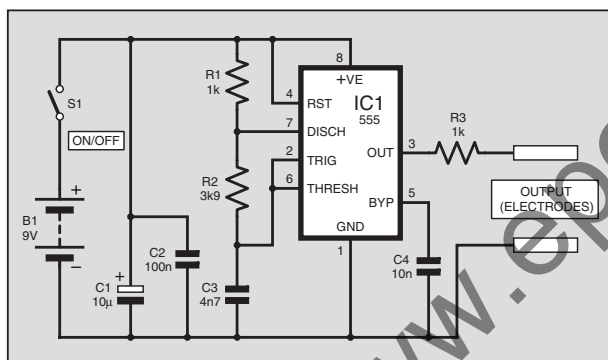 S1
ON/OFF
+
B1
9V
−
+
C1
10µ
C2
100n
R1
1k
R2
3k9
C3
4n7
8
+VE
4
RST
IC1
555
7
DISCH
2
TRIG
6
THRESH
OUT
3
BYP
5
GND
1
R3
1k
C4
10n
OUTPUT
(ELECTRODES)
www.ep